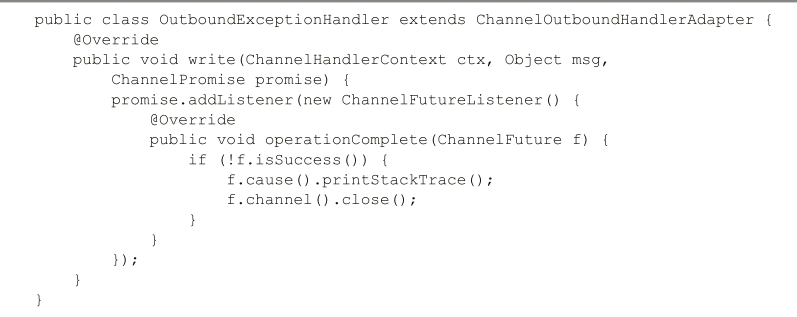 public class OutboundExceptionHandler extends ChannelOutboundHandlerAdapter {
    @Override
    public void write(ChannelHandlerContext ctx, Object msg,
        ChannelPromise promise) {
        promise.addListener(new ChannelFutureListener() {
            @Override
            public void operationComplete(ChannelFuture f) {
                if (!f.isSuccess()) {
                    f.cause().printStackTrace();
                    f.channel().close();
                }
            }
        });
    }
}